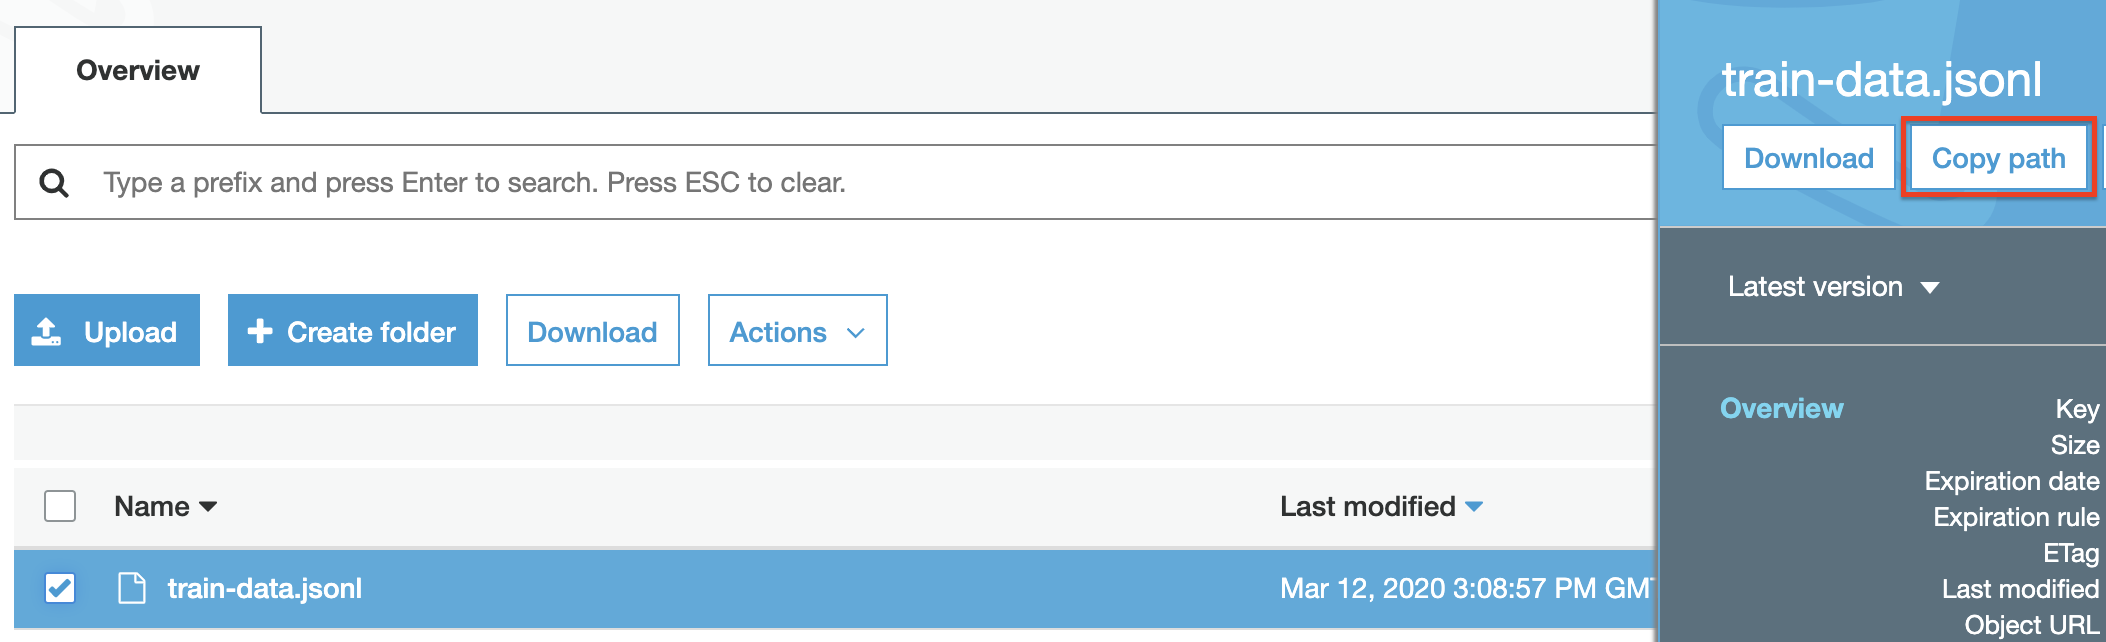 Overview
Type a prefix and press Enter to search. Press ESC to clear.
Upload
Create folder
Download
Actions
Name
Last modified
train-data.jsonl
Mar 12, 2020 3:08:57 PM GM
train-data.jsonl
Download
Copy path
Latest version
Overview
Key
Size
Expiration date
Expiration rule
ETag
Last modified
Object URL